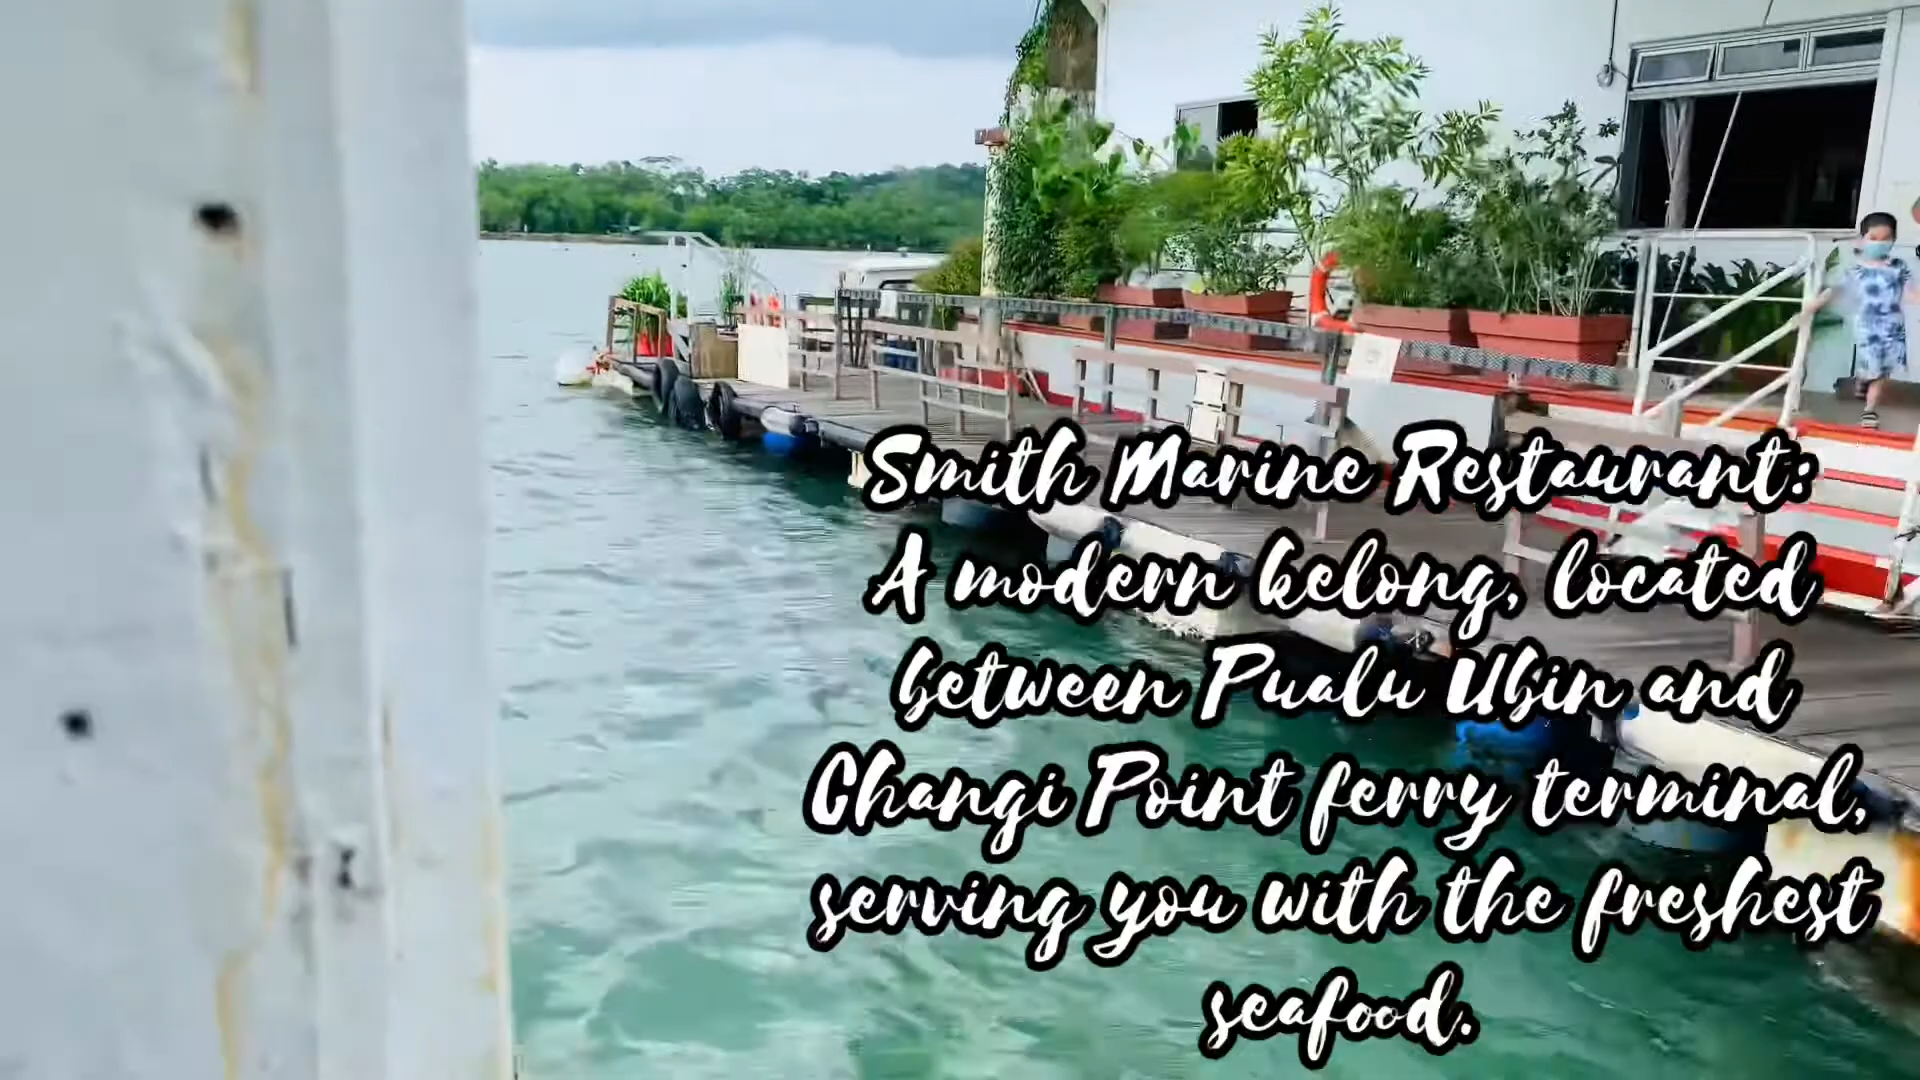 Smith Marine Restaurant:
A modern kelong, located
between Pualu Ubin and
Changi Point ferry terminal,
serving you with the freshest
seafood.